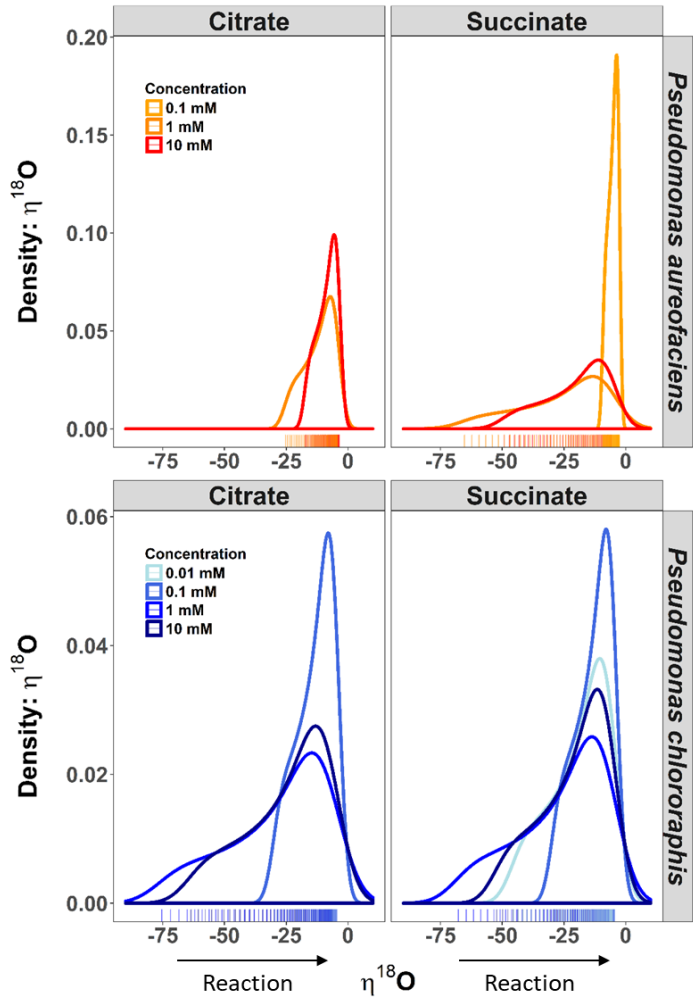 Citrate
Succinate
0.20
0.15
0.10
0.05
0.00
Density: η¹⁸O
Concentration
0.1 mM
1 mM
10 mM
Pseudomonas aureofaciens
-75 -50 -25 0
-75 -50 -25 0
Citrate
Succinate
0.06
0.04
0.02
0.00
Density: η¹⁸O
Concentration
0.01 mM
0.1 mM
1 mM
10 mM
Pseudomonas chlororaphis
-75 -50 -25 0
-75 -50 -25 0
Reaction
η¹⁸O
Reaction